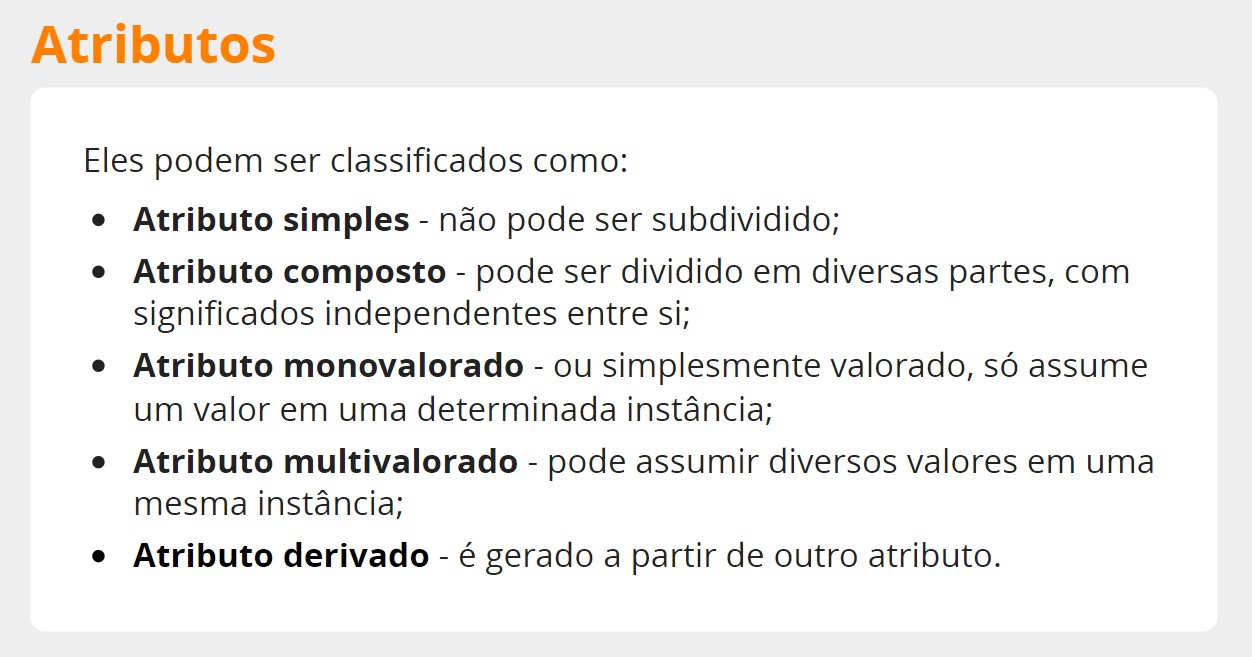 Atributos
Eles podem ser classificados como:
• Atributo simples - não pode ser subdividido;
• Atributo composto - pode ser dividido em diversas partes, com
significados independentes entre si;
• Atributo monovalorado - ou simplesmente valorado, só assume
um valor em uma determinada instância;
• Atributo multivalorado - pode assumir diversos valores em uma
mesma instância;
• Atributo derivado - é gerado a partir de outro atributo.